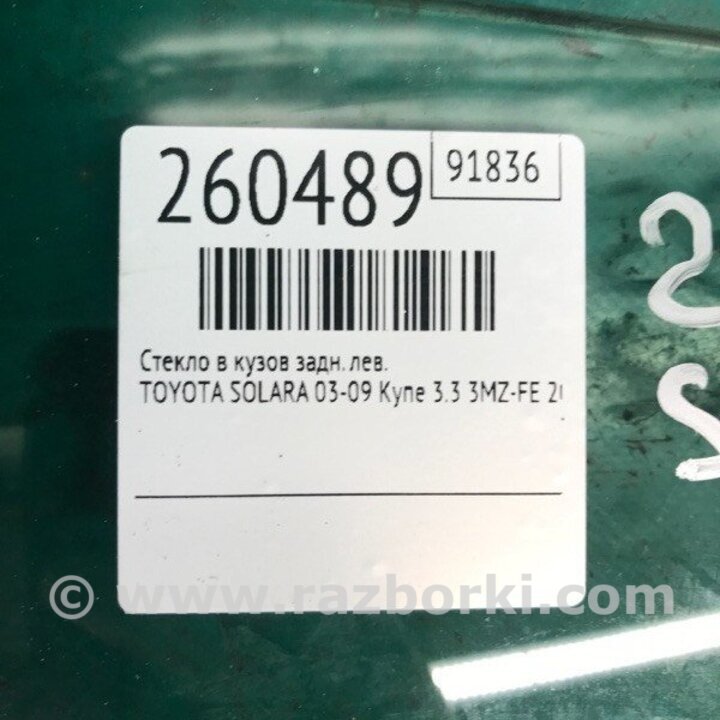 260489
91836
Стекло в кузов задн. лев.
TOYOTA SOLARA 03-09 Купе 3.3 3MZ-FE
© www.razborki.com